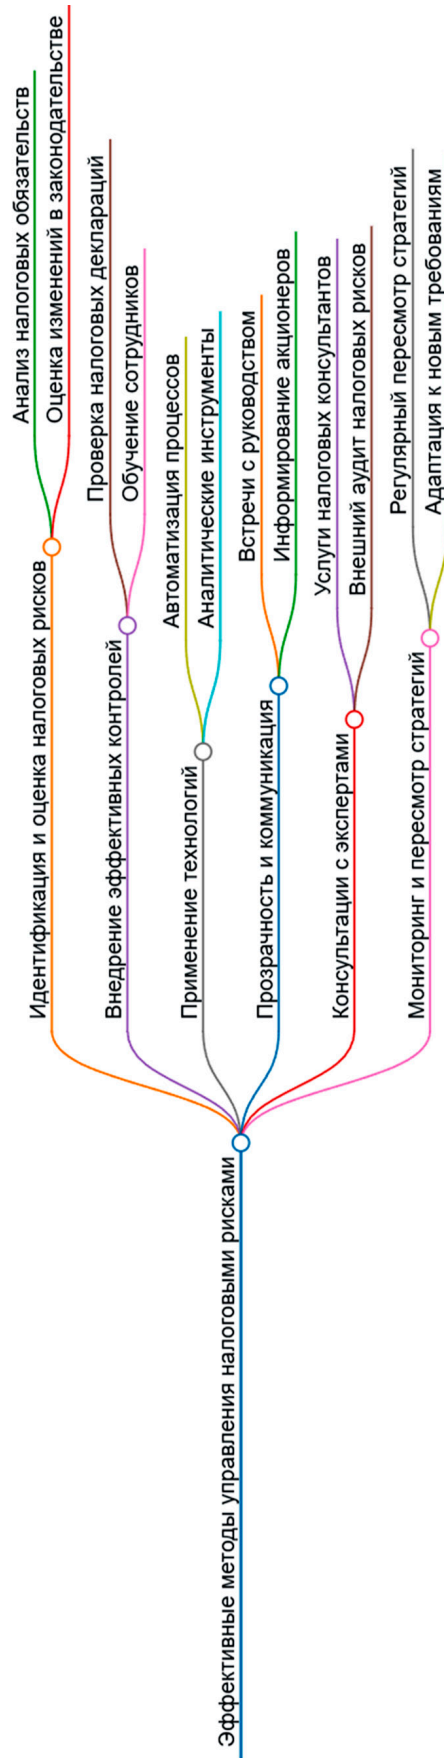 Эффективные методы управления налоговыми рисками
Идентификация и оценка налоговых рисков
Анализ налоговых обязательств
Оценка изменений в законодательстве
Внедрение эффективных контролей
Проверка налоговых деклараций
Обучение сотрудников
Применение технологий
Автоматизация процессов
Аналитические инструменты
Прозрачность и коммуникация
Встречи с руководством
Информирование акционеров
Консультации с экспертами
Услуги налоговых консультантов
Внешний аудит налоговых рисков
Мониторинг и пересмотр стратегий
Регулярный пересмотр стратегий
Адаптация к новым требованиям